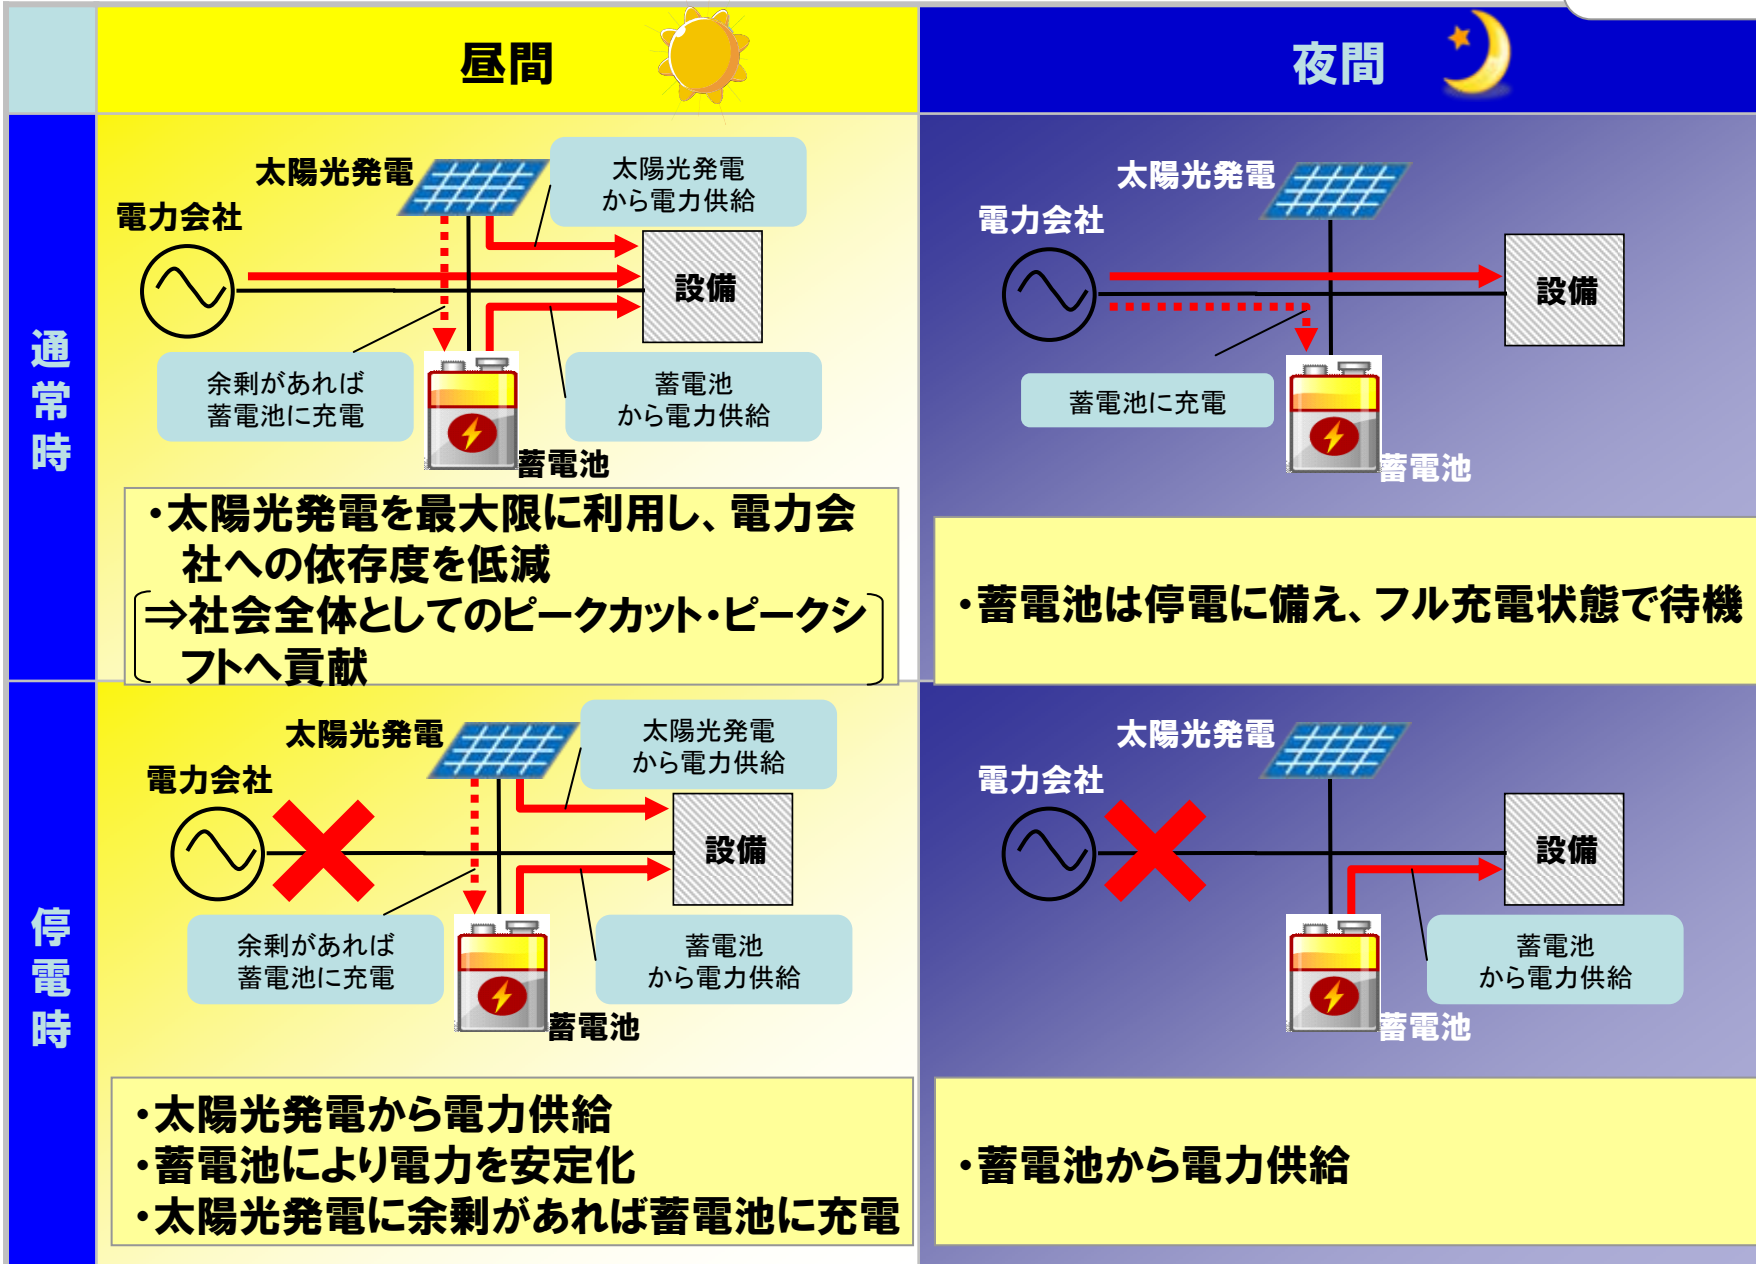 昼間
夜間
通常時
太陽光発電
電力会社
太陽光発電
から電力供給
設備
余剰があれば
蓄電池に充電
蓄電池
から電力供給
蓄電池
・太陽光発電を最大限に利用し、電力会
社への依存度を低減
⇒社会全体としてのピークカット・ピークシ
フトへ貢献
太陽光発電
電力会社
設備
蓄電池に充電
蓄電池
・蓄電池は停電に備え、フル充電状態で待機
停電時
太陽光発電
電力会社
太陽光発電
から電力供給
設備
余剰があれば
蓄電池に充電
蓄電池
から電力供給
蓄電池
・太陽光発電から電力供給
・蓄電池により電力を安定化
・太陽光発電に余剰があれば蓄電池に充電
太陽光発電
電力会社
設備
蓄電池
から電力供給
蓄電池
・蓄電池から電力供給